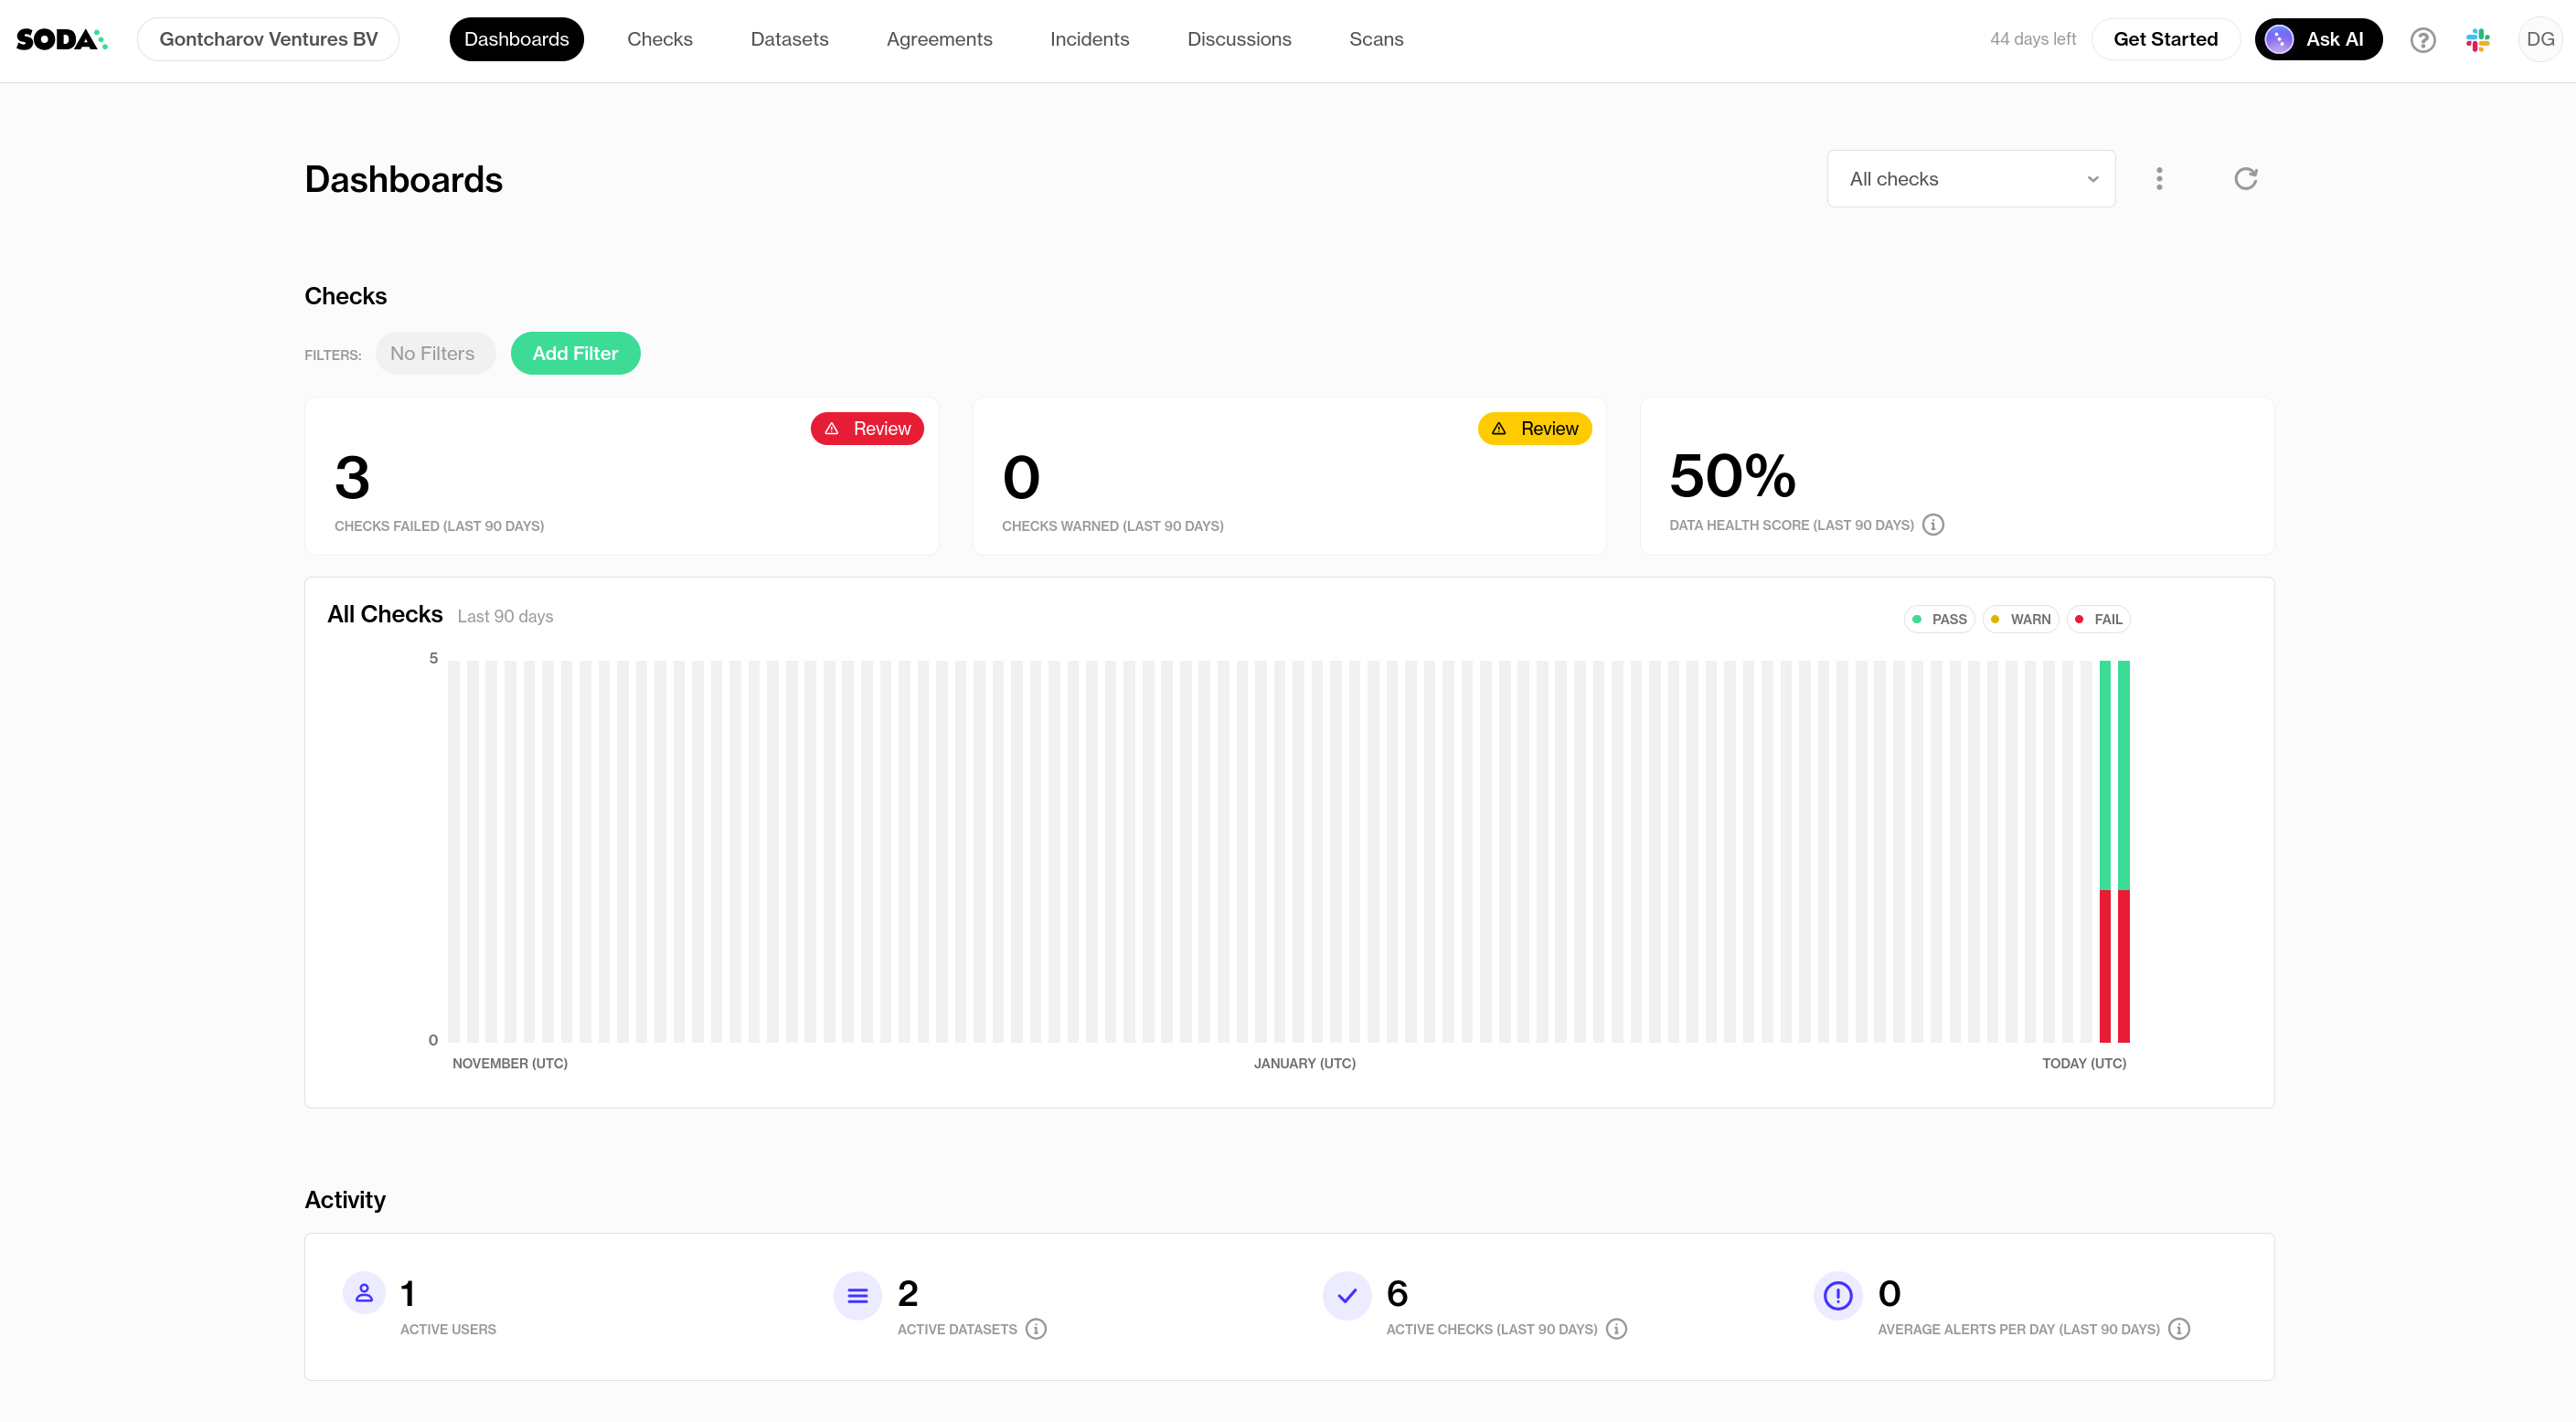 SODA
Gontcharov Ventures BV
Dashboards
Checks
Datasets
Agreements
Incidents
Discussions
Scans
44 days left
Get Started
Ask AI
DG
Dashboards
All checks
Checks
FILTERS:
No Filters
Add Filter
Review
3
CHECKS FAILED (LAST 90 DAYS)
Review
0
CHECKS WARNED (LAST 90 DAYS)
50%
DATA HEALTH SCORE (LAST 90 DAYS)
All Checks
Last 90 days
PASS
WARN
FAIL
5
0
NOVEMBER (UTC)
JANUARY (UTC)
TODAY (UTC)
Activity
1
ACTIVE USERS
2
ACTIVE DATASETS
6
ACTIVE CHECKS (LAST 90 DAYS)
0
AVERAGE ALERTS PER DAY (LAST 90 DAYS)